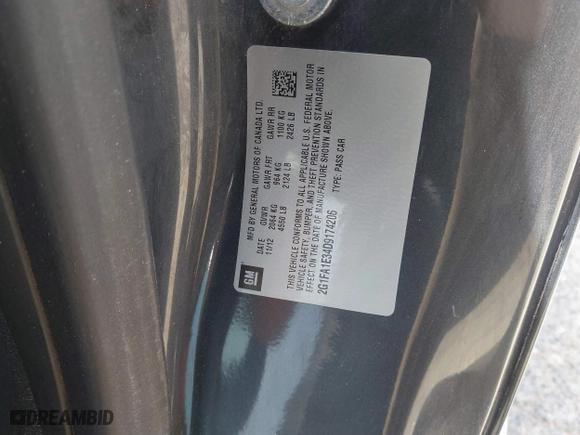 MFD BY GENERAL MOTORS OF CANADA LTD.
DATE GVWR GAWR FRT GAWR RR
11/12 2064 KG 964 KG 1100 KG
4550 LB 2124 LB 2426 LB
THIS VEHICLE CONFORMS TO ALL APPLICABLE U.S. FEDERAL MOTOR
VEHICLE SAFETY, BUMPER, AND THEFT PREVENTION STANDARDS IN
EFFECT ON THE DATE OF MANUFACTURE SHOWN ABOVE.
2G1FA1E34D9174206 TYPE: PASS CAR
GM
DREAMBID